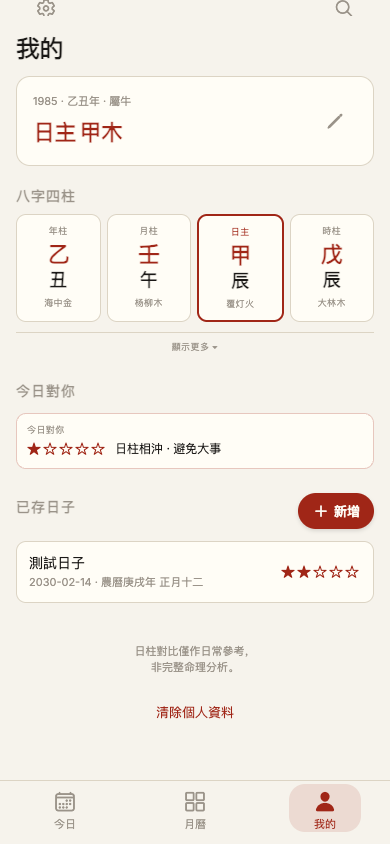 我的
1985 · 乙丑年 · 屬牛
日主 甲木
八字四柱
年柱 月柱 日主 時柱
乙 壬 甲 戊
丑 午 辰 辰
海中金 楊柳木 覆灯火 大林木
顯示更多
今日對你
今日對你
★☆☆☆☆ 日柱相沖 · 避免大事
已存日子
+ 新增
測試日子
2030-02-14 · 農曆庚戌年 正月十二
★★☆☆☆
日柱對比僅作日常參考，
非完整命理分析。
清除個人資料
今日 月曆 我的